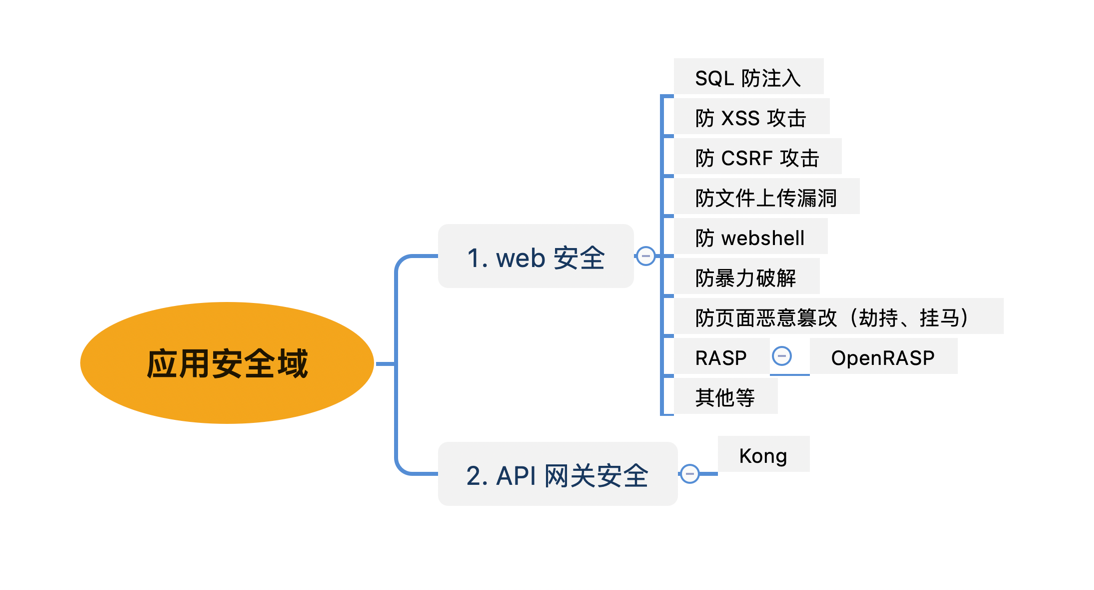 应用安全域
1. web 安全
SQL 防注入
防 XSS 攻击
防 CSRF 攻击
防文件上传漏洞
防 webshell
防暴力破解
防页面恶意篡改（劫持、挂马）
RASP
OpenRASP
其他等
2. API 网关安全
Kong